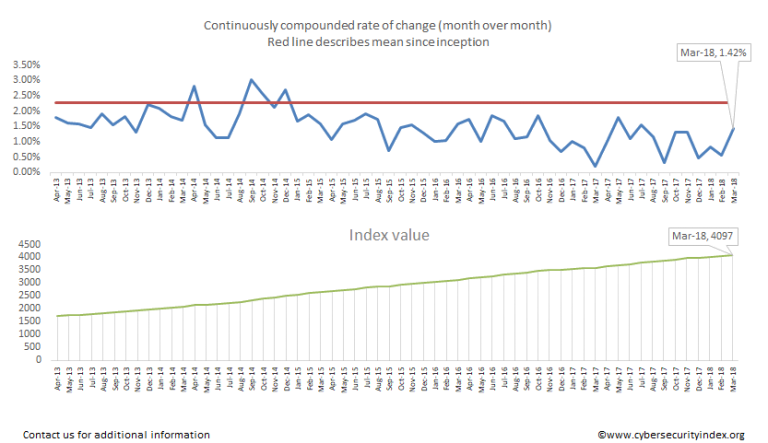 Continuously compounded rate of change (month over month)
Red line describes mean since inception
Mar-18, 1.42%
3.50%
3.00%
2.50%
2.00%
1.50%
1.00%
0.50%
0.00%
Apr-13 May-13 Jun-13 Jul-13 Aug-13 Sep-13 Oct-13 Nov-13 Dec-13 Jan-14 Feb-14 Mar-14 Apr-14 May-14 Jun-14 Jul-14 Aug-14 Sep-14 Oct-14 Nov-14 Dec-14 Jan-15 Feb-15 Mar-15 Apr-15 May-15 Jun-15 Jul-15 Aug-15 Sep-15 Oct-15 Nov-15 Dec-15 Jan-16 Feb-16 Mar-16 Apr-16 May-16 Jun-16 Jul-16 Aug-16 Sep-16 Oct-16 Nov-16 Dec-16 Jan-17 Feb-17 Mar-17 Apr-17 May-17 Jun-17 Jul-17 Aug-17 Sep-17 Oct-17 Nov-17 Dec-17 Jan-18 Feb-18 Mar-18
Index value
Mar-18, 4097
4500
4000
3500
3000
2500
2000
1500
1000
500
0
Apr-13 May-13 Jun-13 Jul-13 Aug-13 Sep-13 Oct-13 Nov-13 Dec-13 Jan-14 Feb-14 Mar-14 Apr-14 May-14 Jun-14 Jul-14 Aug-14 Sep-14 Oct-14 Nov-14 Dec-14 Jan-15 Feb-15 Mar-15 Apr-15 May-15 Jun-15 Jul-15 Aug-15 Sep-15 Oct-15 Nov-15 Dec-15 Jan-16 Feb-16 Mar-16 Apr-16 May-16 Jun-16 Jul-16 Aug-16 Sep-16 Oct-16 Nov-16 Dec-16 Jan-17 Feb-17 Mar-17 Apr-17 May-17 Jun-17 Jul-17 Aug-17 Sep-17 Oct-17 Nov-17 Dec-17 Jan-18 Feb-18 Mar-18
Contact us for additional information
©www.cybersecurityindex.org